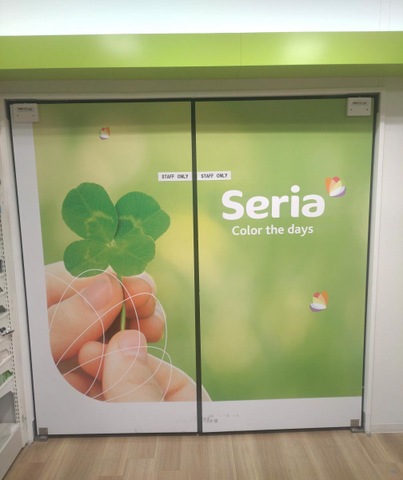 STAFF ONLY
STAFF ONLY
Seria
Color the days